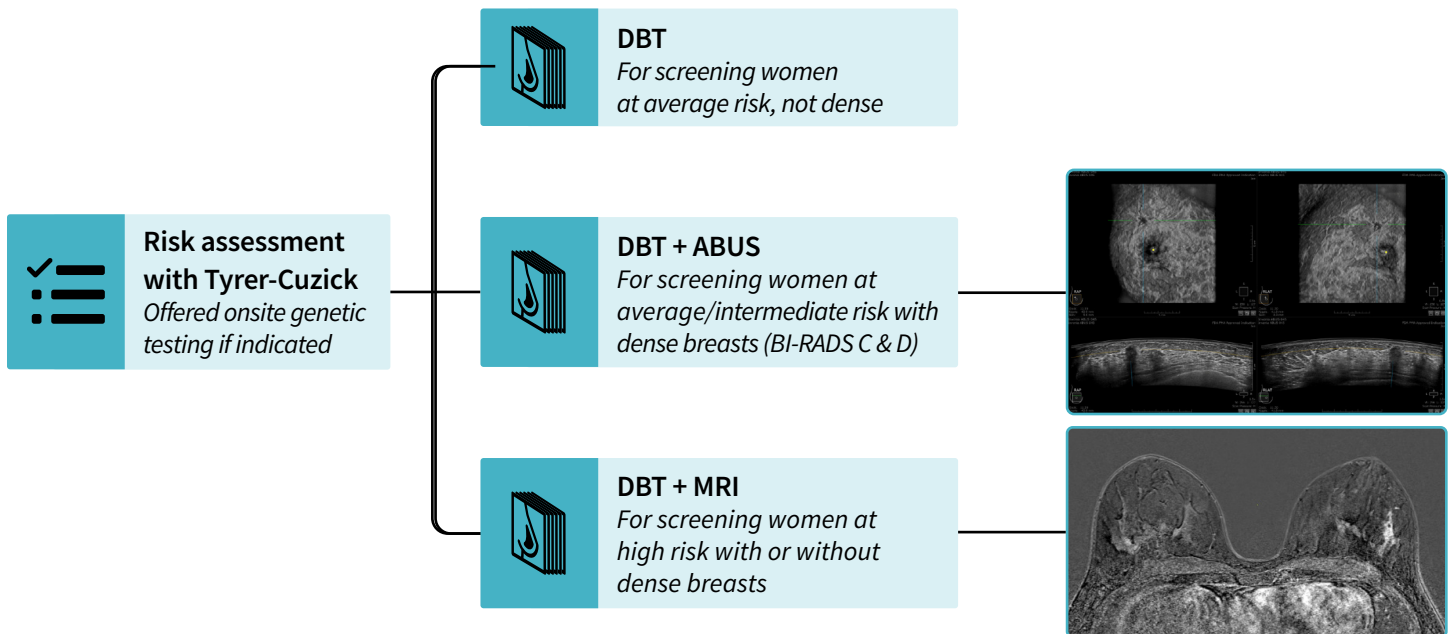 DBT
For screening women
at average risk, not dense
Risk assessment
with Tyrer-Cuzick
Offered onsite genetic
testing if indicated
DBT + ABUS
For screening women at
average/intermediate risk with
dense breasts (BI-RADS C & D)
DBT + MRI
For screening women at
high risk with or without
dense breasts